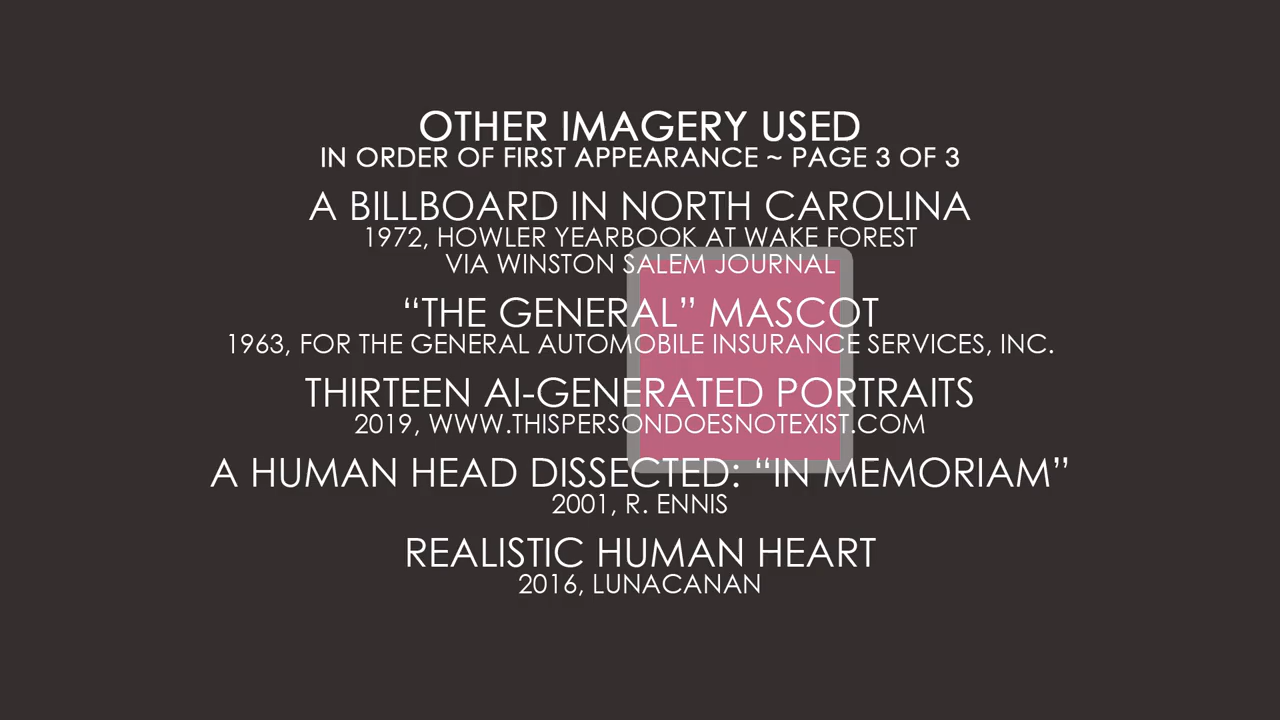 OTHER IMAGERY USED
IN ORDER OF FIRST APPEARANCE ~ PAGE 3 OF 3
A BILLBOARD IN NORTH CAROLINA
1972, HOWLER YEARBOOK AT WAKE FOREST
VIA WINSTON SALEM JOURNAL
“THE GENERAL” MASCOT
1963, FOR THE GENERAL AUTOMOBILE INSURANCE SERVICES, INC.
THIRTEEN AI-GENERATED PORTRAITS
2019, WWW.THISPERSONDOESNOTEXIST.COM
A HUMAN HEAD DISSECTED: “IN MEMORIAM”
2001, R. ENNIS
REALISTIC HUMAN HEART
2016, LUNACANAN